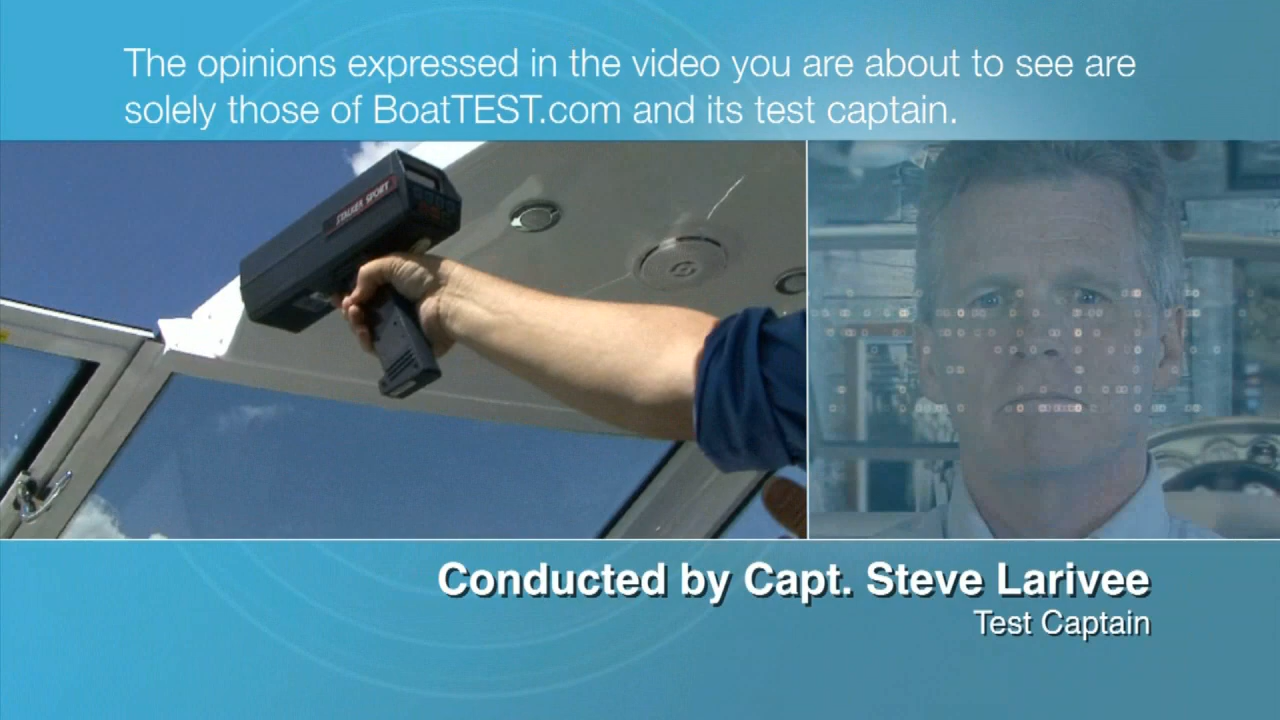 The opinions expressed in the video you are about to see are
solely those of BoatTEST.com and its test captain.
STALKER SPORT
Conducted by Capt. Steve Larivee
Test Captain